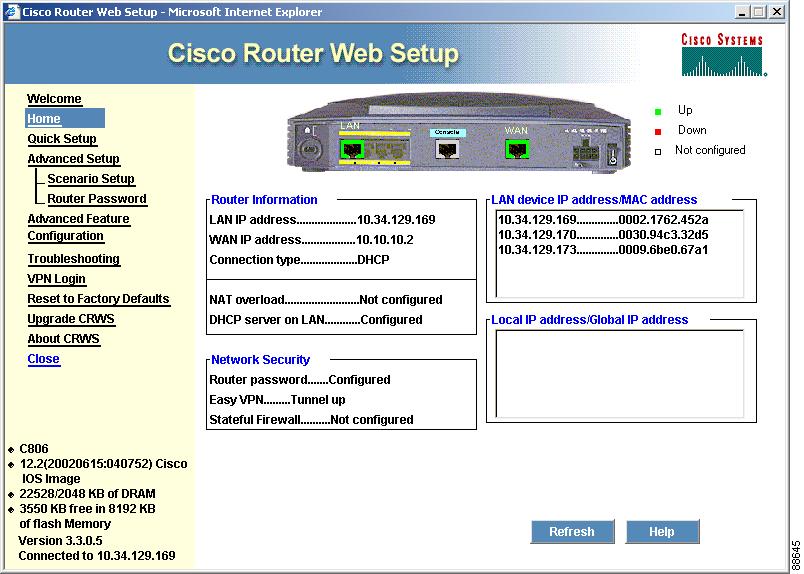 Cisco Router Web Setup - Microsoft Internet Explorer
Cisco Router Web Setup
CISCO SYSTEMS
Welcome
Home
Quick Setup
Advanced Setup
Scenario Setup
Router Password
Advanced Feature
Configuration
Troubleshooting
VPN Login
Reset to Factory Defaults
Upgrade CRWS
About CRWS
Close
C806
12.2(20020615:040752) Cisco
IOS Image
22528/2048 KB of DRAM
3550 KB free in 8192 KB
of flash Memory
Version 3.3.0.5
Connected to 10.34.129.169
LAN
Console
WAN
Up
Down
Not configured
Router Information
LAN IP address...................10.34.129.169
WAN IP address.................10.10.10.2
Connection type..................DHCP
NAT overload.........................Not configured
DHCP server on LAN............Configured
Network Security
Router password.......Configured
Easy VPN.........Tunnel up
Stateful Firewall..........Not configured
LAN device IP address/MAC address
10.34.129.169..............0002.1762.452a
10.34.129.170..............0030.94c3.32d5
10.34.129.173..............0009.6be0.67a1
Local IP address/Global IP address
Refresh
Help
88645